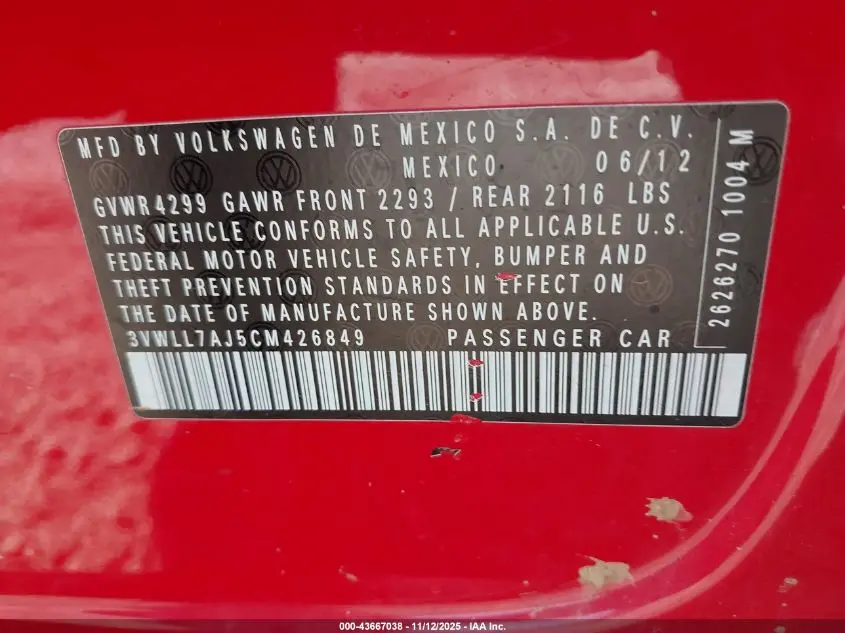 MFD BY VOLKSWAGEN DE MEXICO S.A. DE C.V.
MEXICO 06/12
GVWR4299 GAWR FRONT 2293 / REAR 2116 LBS
THIS VEHICLE CONFORMS TO ALL APPLICABLE U.S.
FEDERAL MOTOR VEHICLE SAFETY, BUMPER AND
THEFT PREVENTION STANDARDS IN EFFECT ON
THE DATE OF MANUFACTURE SHOWN ABOVE.
3VWLL7AJ5CM426849 PASSENGER CAR
2626270 1004 M
000-43667038 - 11/12/2025 - IAA Inc.